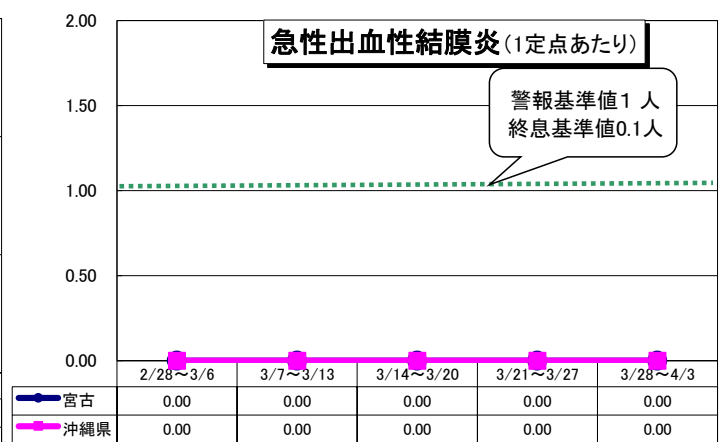 急性出血性結膜炎(1定点あたり)
警報基準値1 人
終息基準値0.1人
2.00
1.50
1.00
0.50
0.00
2/28～3/6 3/7～3/13 3/14～3/20 3/21～3/27 3/28～4/3
宮古 0.00 0.00 0.00 0.00 0.00
沖縄県 0.00 0.00 0.00 0.00 0.00